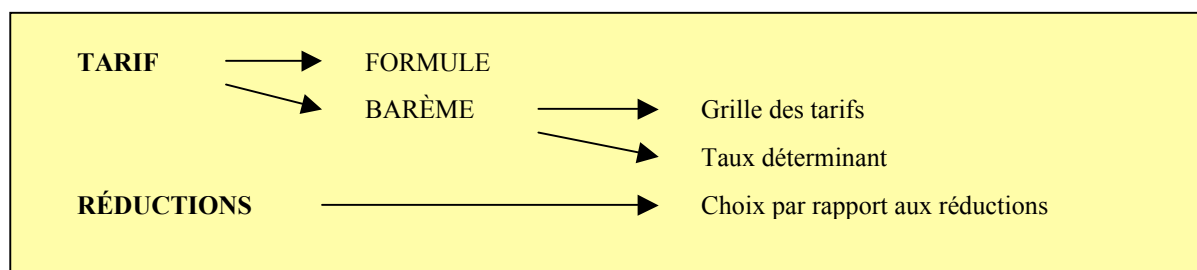 TARIF FORMULE
BARÈME Grille des tarifs
Taux déterminant
RÉDUCTIONS Choix par rapport aux réductions